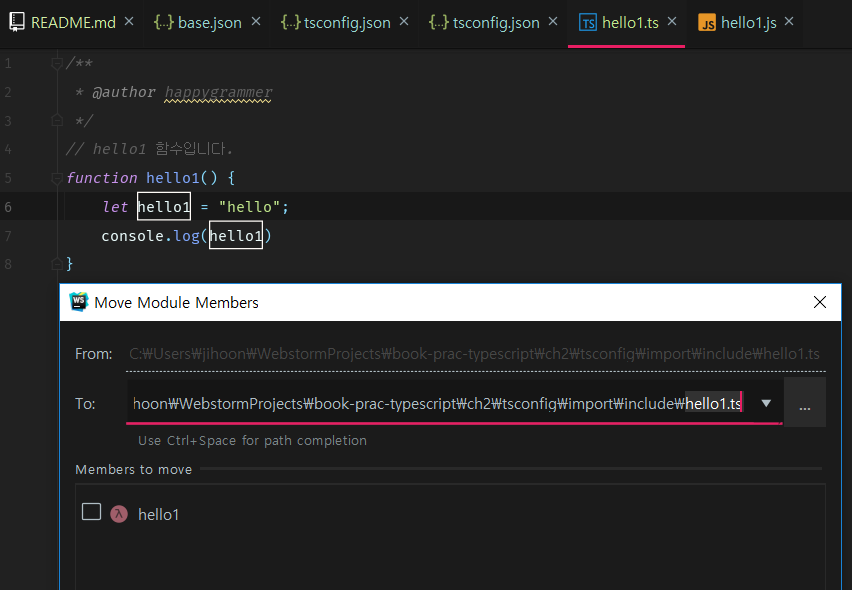 README.md × {..} base.json × {..} tsconfig.json × {..} tsconfig.json × TS hello1.ts × JS hello1.js ×
1 /**
2 * @author happygrammer
3 */
4 // hello1 함수입니다.
5 function hello1() {
6 let hello1 = "hello";
7 console.log(hello1)
8 }
WS Move Module Members ×
From: C:₩Users₩jihoon₩WebstormProjects₩book-prac-typescript₩ch2₩tsconfig₩import₩include₩hello1.ts
To: hoon₩WebstormProjects₩book-prac-typescript₩ch2₩tsconfig₩import₩include₩hello1.ts ...
Use Ctrl+Space for path completion
Members to move
λ hello1